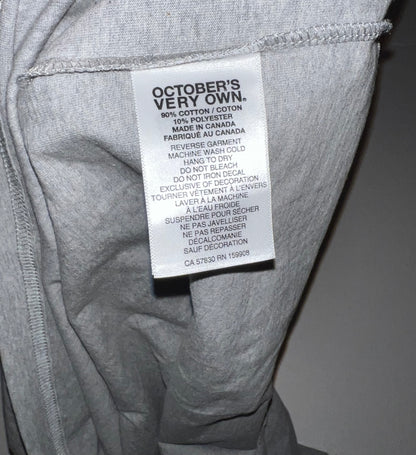 OCTOBER'S
VERY OWN®
90% COTTON / COTON
10% POLYESTER
MADE IN CANADA
FABRIQUÉ AU CANADA
REVERSE GARMENT
MACHINE WASH COLD
HANG TO DRY
DO NOT BLEACH
DO NOT IRON DECAL
EXCLUSIVE OF DECORATION
TOURNER VÊTEMENT À L'ENVERS
LAVER À LA MACHINE
À L'EAU FROIDE
SUSPENDRE POUR SÉCHER
NE PAS JAVELLISER
NE PAS REPASSER
DÉCALCOMANIE
SAUF DÉCORATION
CA 57830 RN 159908